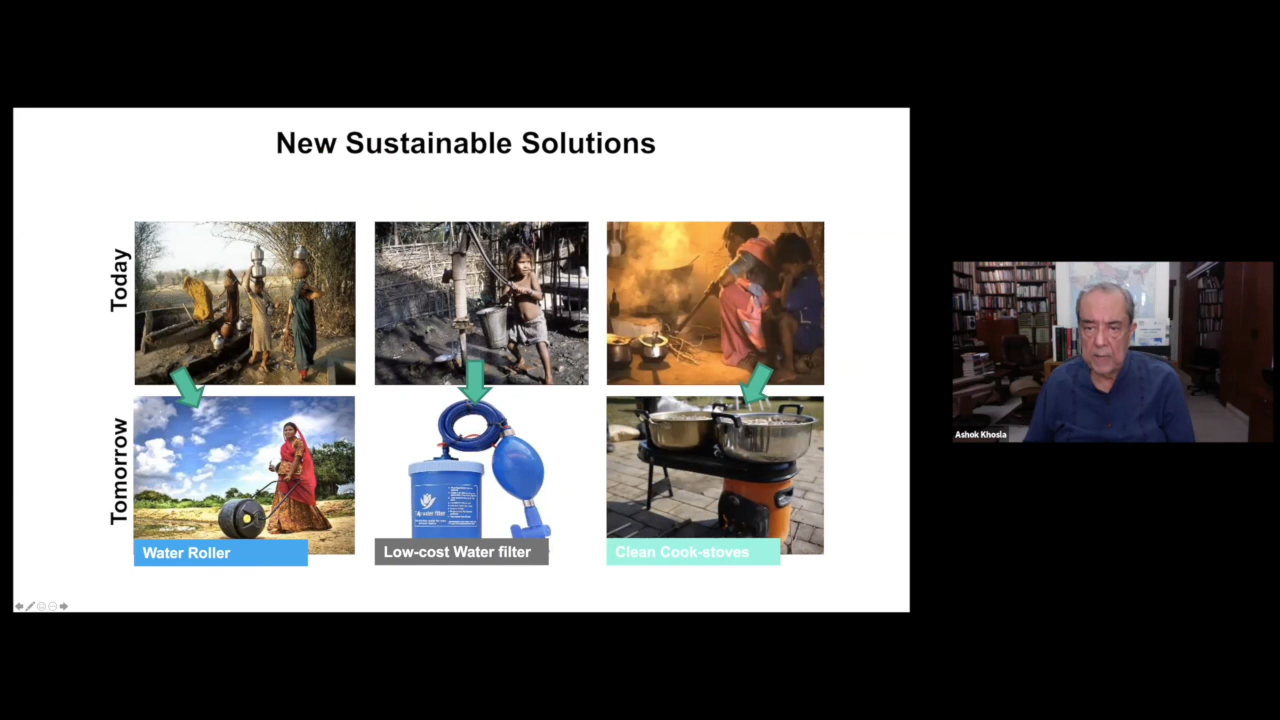 New Sustainable Solutions
Today
Tomorrow
Water Roller
Low-cost Water filter
Clean Cook-stoves
Ashok Khosla